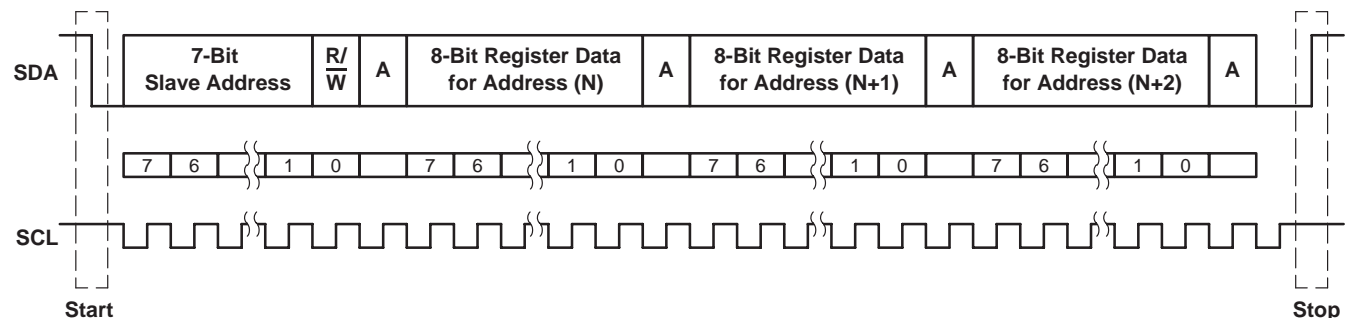 SDA
7-Bit
Slave Address
R/
W
A
8-Bit Register Data
for Address (N)
A
8-Bit Register Data
for Address (N+1)
A
8-Bit Register Data
for Address (N+2)
A
7 6 1 0 7 6 1 0 7 6 1 0 7 6 1 0
SCL
Start
Stop